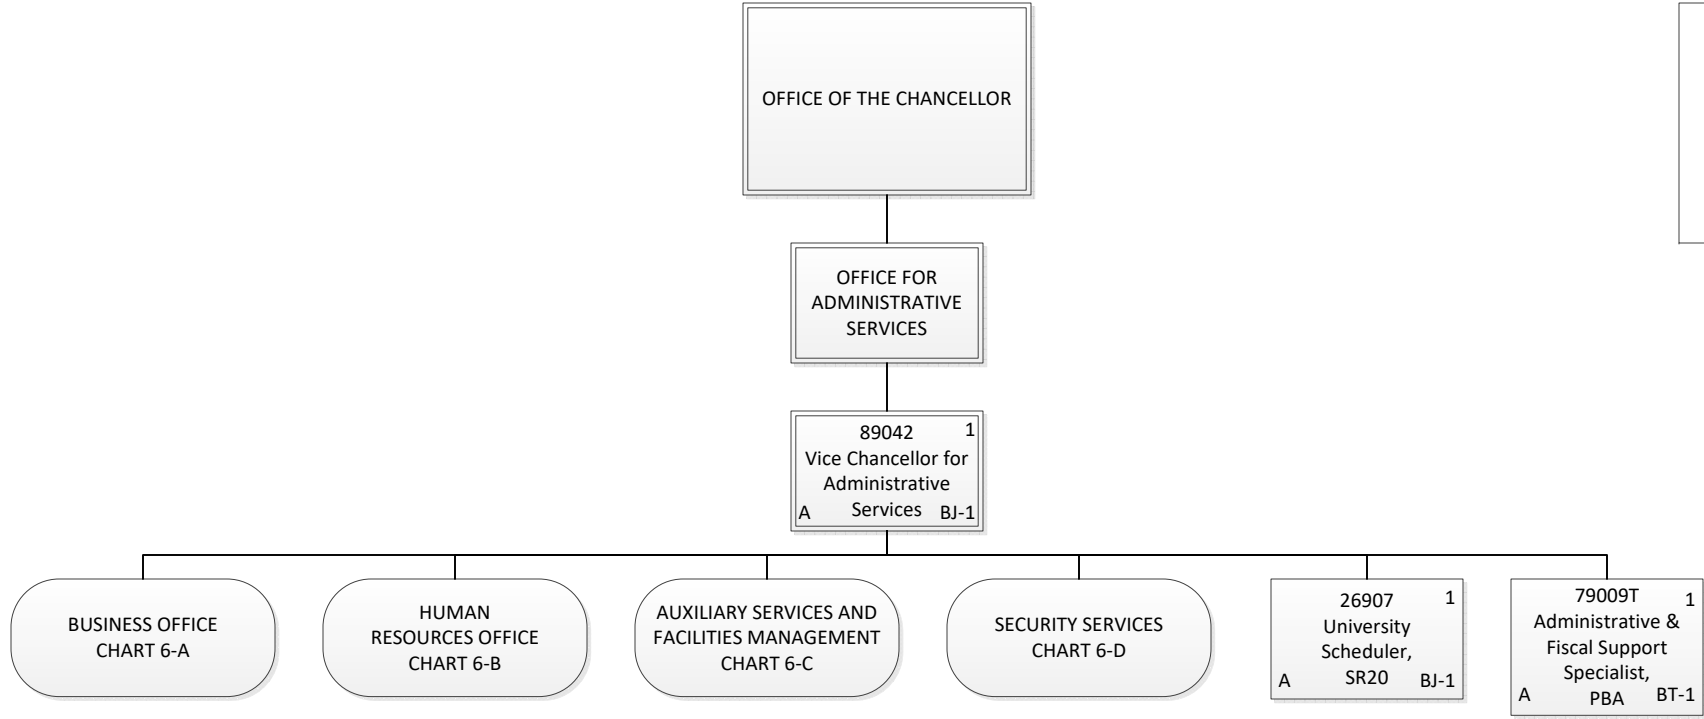 OFFICE OF THE CHANCELLOR
OFFICE FOR
ADMINISTRATIVE
SERVICES
89042 1
Vice Chancellor for
Administrative
A Services BJ-1
BUSINESS OFFICE
CHART 6-A
HUMAN
RESOURCES OFFICE
CHART 6-B
AUXILIARY SERVICES AND
FACILITIES MANAGEMENT
CHART 6-C
SECURITY SERVICES
CHART 6-D
26907 1
University
Scheduler,
A SR20 BJ-1
79009T 1
Administrative &
Fiscal Support
Specialist,
A PBA BT-1